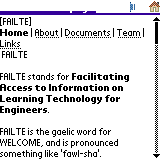 [FAILTE]
Home | About | Documents | Team |
Links
FAILTE
FAILTE stands for Facilitating
Access to Information on
Learning Technology for
Engineers.
FAILTE is the gaelic word for
WELCOME, and is pronounced
something like 'fawl-sha'.